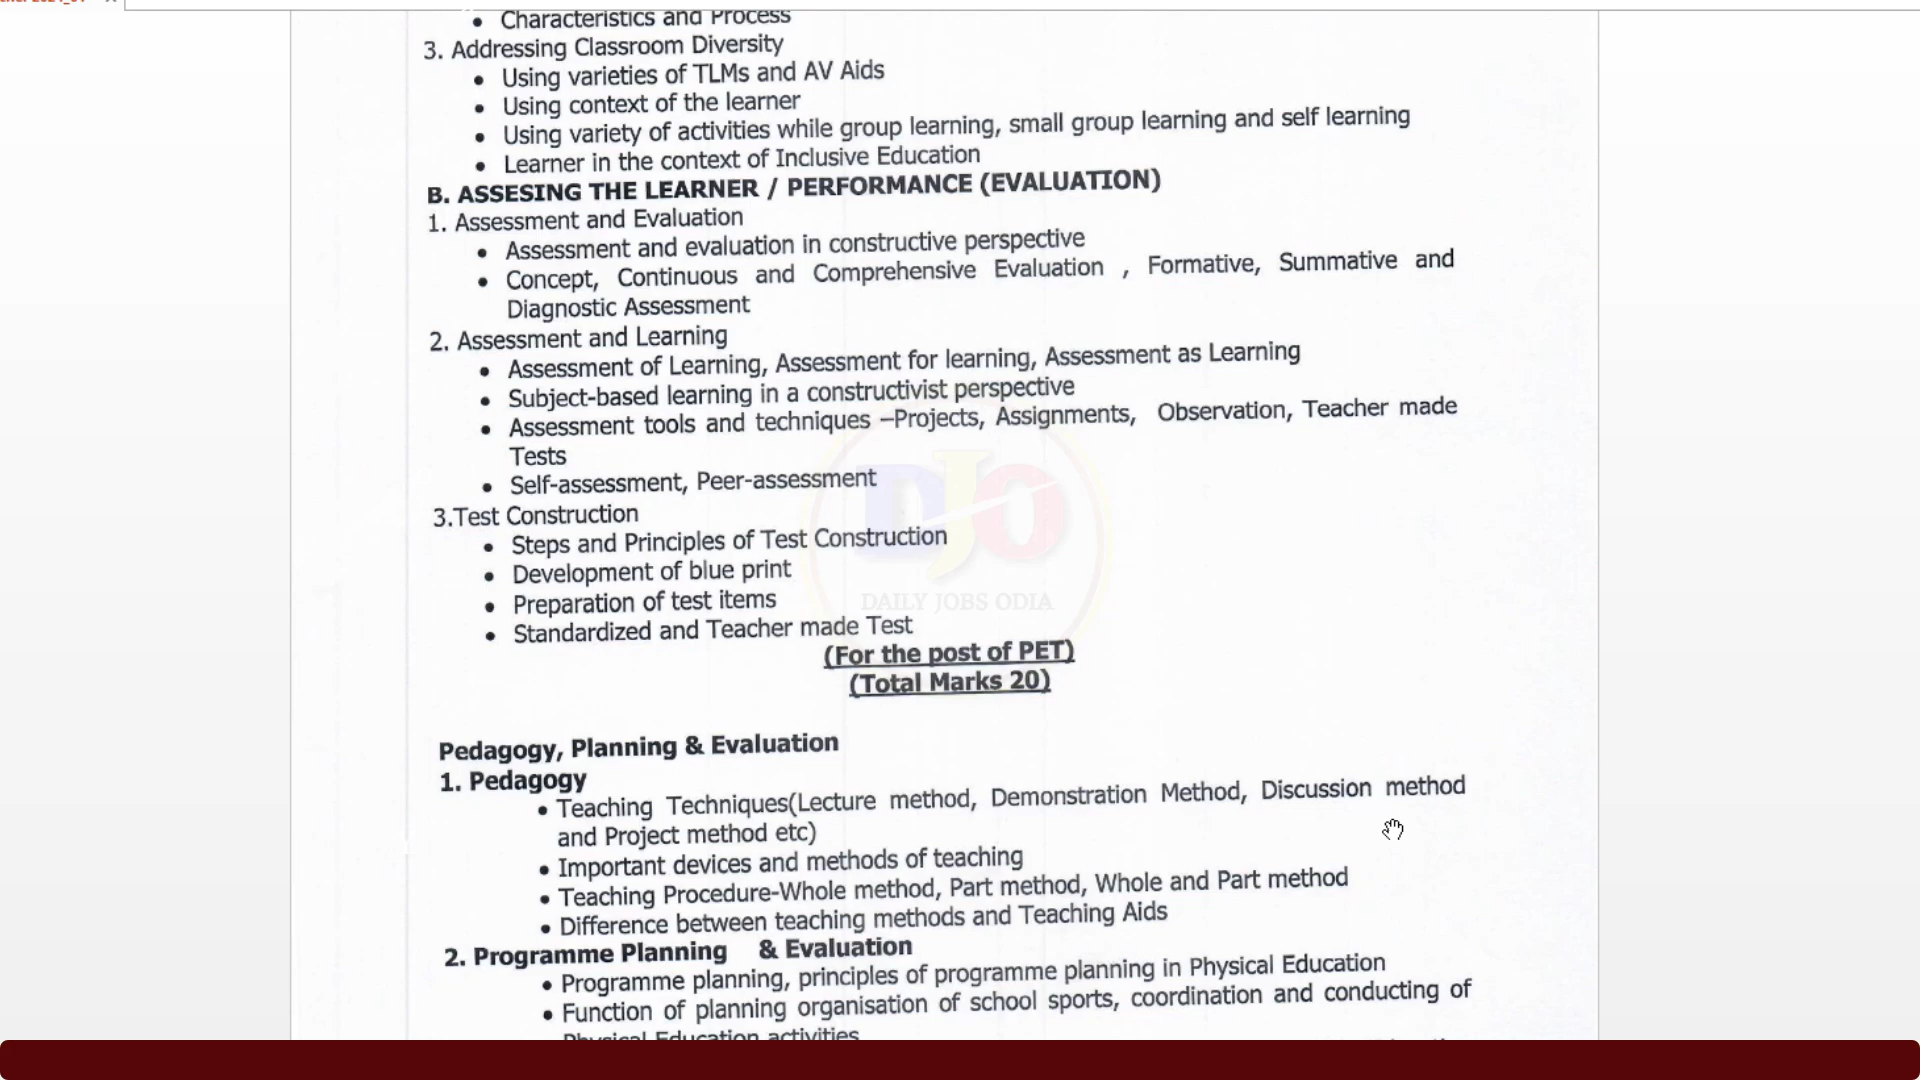 • Characteristics and Process
3. Addressing Classroom Diversity
• Using varieties of TLMs and AV Aids
• Using context of the learner
• Using variety of activities while group learning, small group learning and self learning
• Learner in the context of Inclusive Education
B. ASSESING THE LEARNER / PERFORMANCE (EVALUATION)
1. Assessment and Evaluation
• Assessment and evaluation in constructive perspective
• Concept, Continuous and Comprehensive Evaluation , Formative, Summative and
Diagnostic Assessment
2. Assessment and Learning
• Assessment of Learning, Assessment for learning, Assessment as Learning
• Subject-based learning in a constructivist perspective
• Assessment tools and techniques –Projects, Assignments, Observation, Teacher made
Tests
• Self-assessment, Peer-assessment
3.Test Construction
• Steps and Principles of Test Construction
• Development of blue print
• Preparation of test items
• Standardized and Teacher made Test
DJO
DAILY JOBS ODIA
(For the post of PET)
(Total Marks 20)
Pedagogy, Planning & Evaluation
1. Pedagogy
• Teaching Techniques(Lecture method, Demonstration Method, Discussion method
and Project method etc)
• Important devices and methods of teaching
• Teaching Procedure-Whole method, Part method, Whole and Part method
• Difference between teaching methods and Teaching Aids
2. Programme Planning & Evaluation
• Programme planning, principles of programme planning in Physical Education
• Function of planning organisation of school sports, coordination and conducting of
Physical Education activities